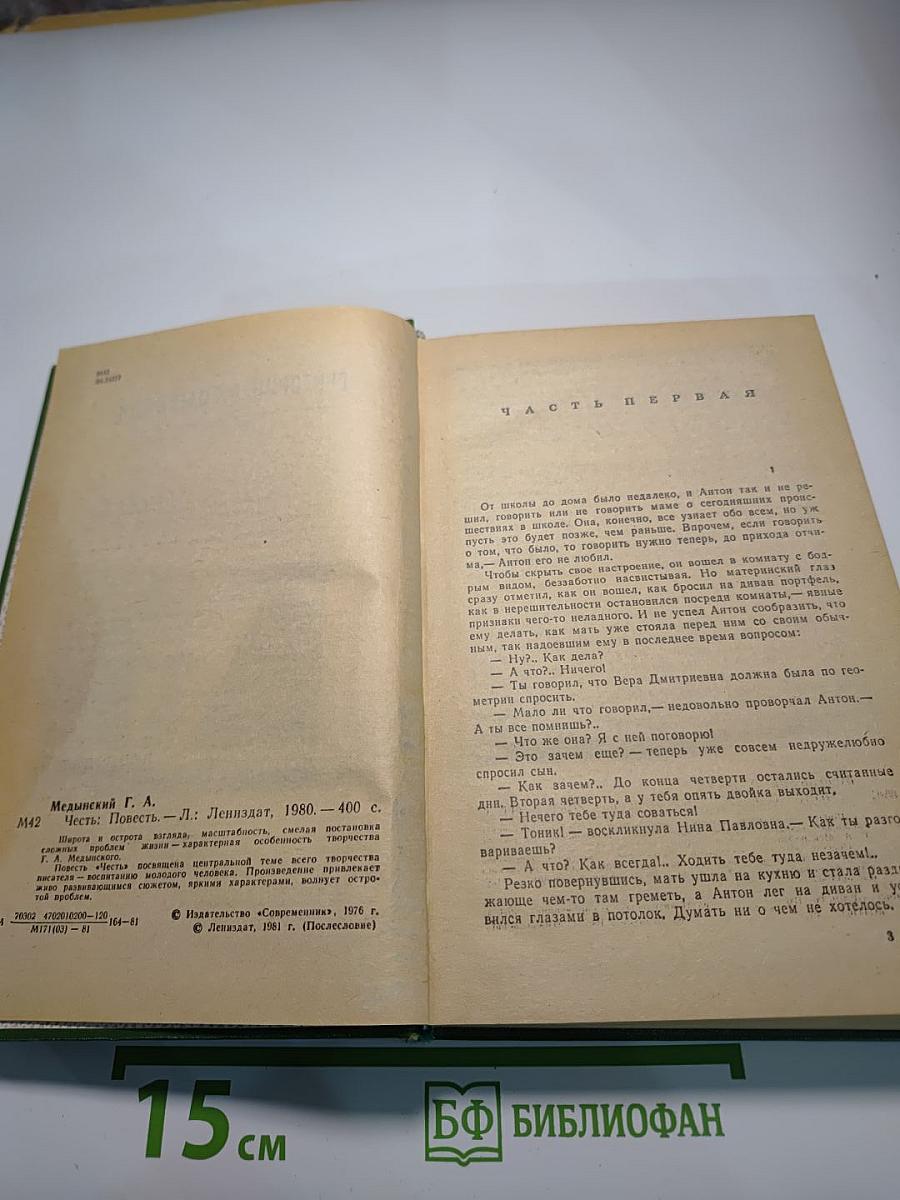 Медынский Г. А.
М42 Честь: Повесть. — Л.: Лениздат, 1980. — 400 с.
Широта и острота взгляда, масштабность, смелая постановка
сложных проблем жизни — характерная особенность творчества
Г. А. Медынского.
Повесть «Честь» посвящена центральной теме всего творчества
писателя — воспитанию молодого человека. Произведение привлекает
живо развивающимся сюжетом, яркими характерами, волнует остро-
той проблем.
70302 4702010200—120
М171(03) — 81
164—81
© Издательство «Современник», 1976 г.
© Лениздат, 1981 г. (Послесловие)
ЧАСТЬ ПЕРВАЯ
1
От школы до дома было недалеко, и Антон так и не ре-
шил, говорить или не говорить маме о сегодняшних проис-
шествиях в школе. Она, конечно, все узнает обо всем, но уж
пусть это будет позже, чем раньше. Впрочем, если говорить
о том, что было, то говорить нужно теперь, до прихода отчи-
ма,— Антон его не любил.
Чтобы скрыть свое настроение, он вошел в комнату с бод-
рым видом, беззаботно насвистывая. Но материнский глаз
сразу отметил, как он вошел, как бросил на диван портфель,
как в нерешительности остановился посреди комнаты,— явные
признаки чего-то неладного. И не успел Антон сообразить, что
ему делать, как мать уже стояла перед ним со своим обыч-
ным, так надоевшим ему в последнее время вопросом:
— Ну?.. Как дела?
— А что?.. Ничего!
— Ты говорил, что Вера Дмитриевна должна была по гео-
метрии спросить.
— Мало ли что говорил,— недовольно проворчал Антон.—
А ты все помнишь?..
— Что же она? Я с ней поговорю!
— Это зачем еще? — теперь уже совсем недружелюбно
спросил сын.
— Как зачем?.. До конца четверти остались считанные
дни. Вторая четверть, а у тебя опять двойка выходит.
— Нечего тебе туда соваться!
— Тоник! — воскликнула Нина Павловна.— Как ты разго
вариваешь?
— А что? Как всегда!.. Ходить тебе туда незачем!..
Резко повернувшись, мать ушла на кухню и стала разд
жающе чем-то там греметь, а Антон лег на диван и у
вился глазами в потолок. Думать ни о чем не хотелось.
3
15 см
БФ БИБЛИОФАН